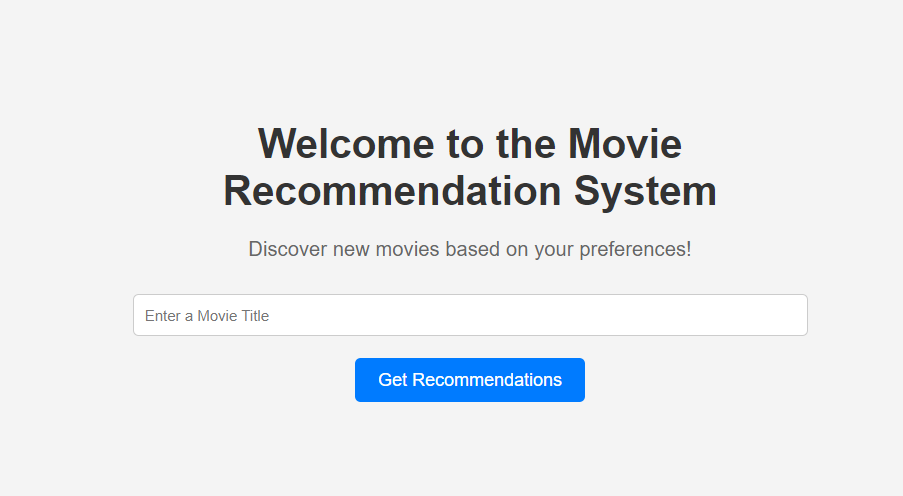 Welcome to the Movie
Recommendation System
Discover new movies based on your preferences!
Enter a Movie Title
Get Recommendations